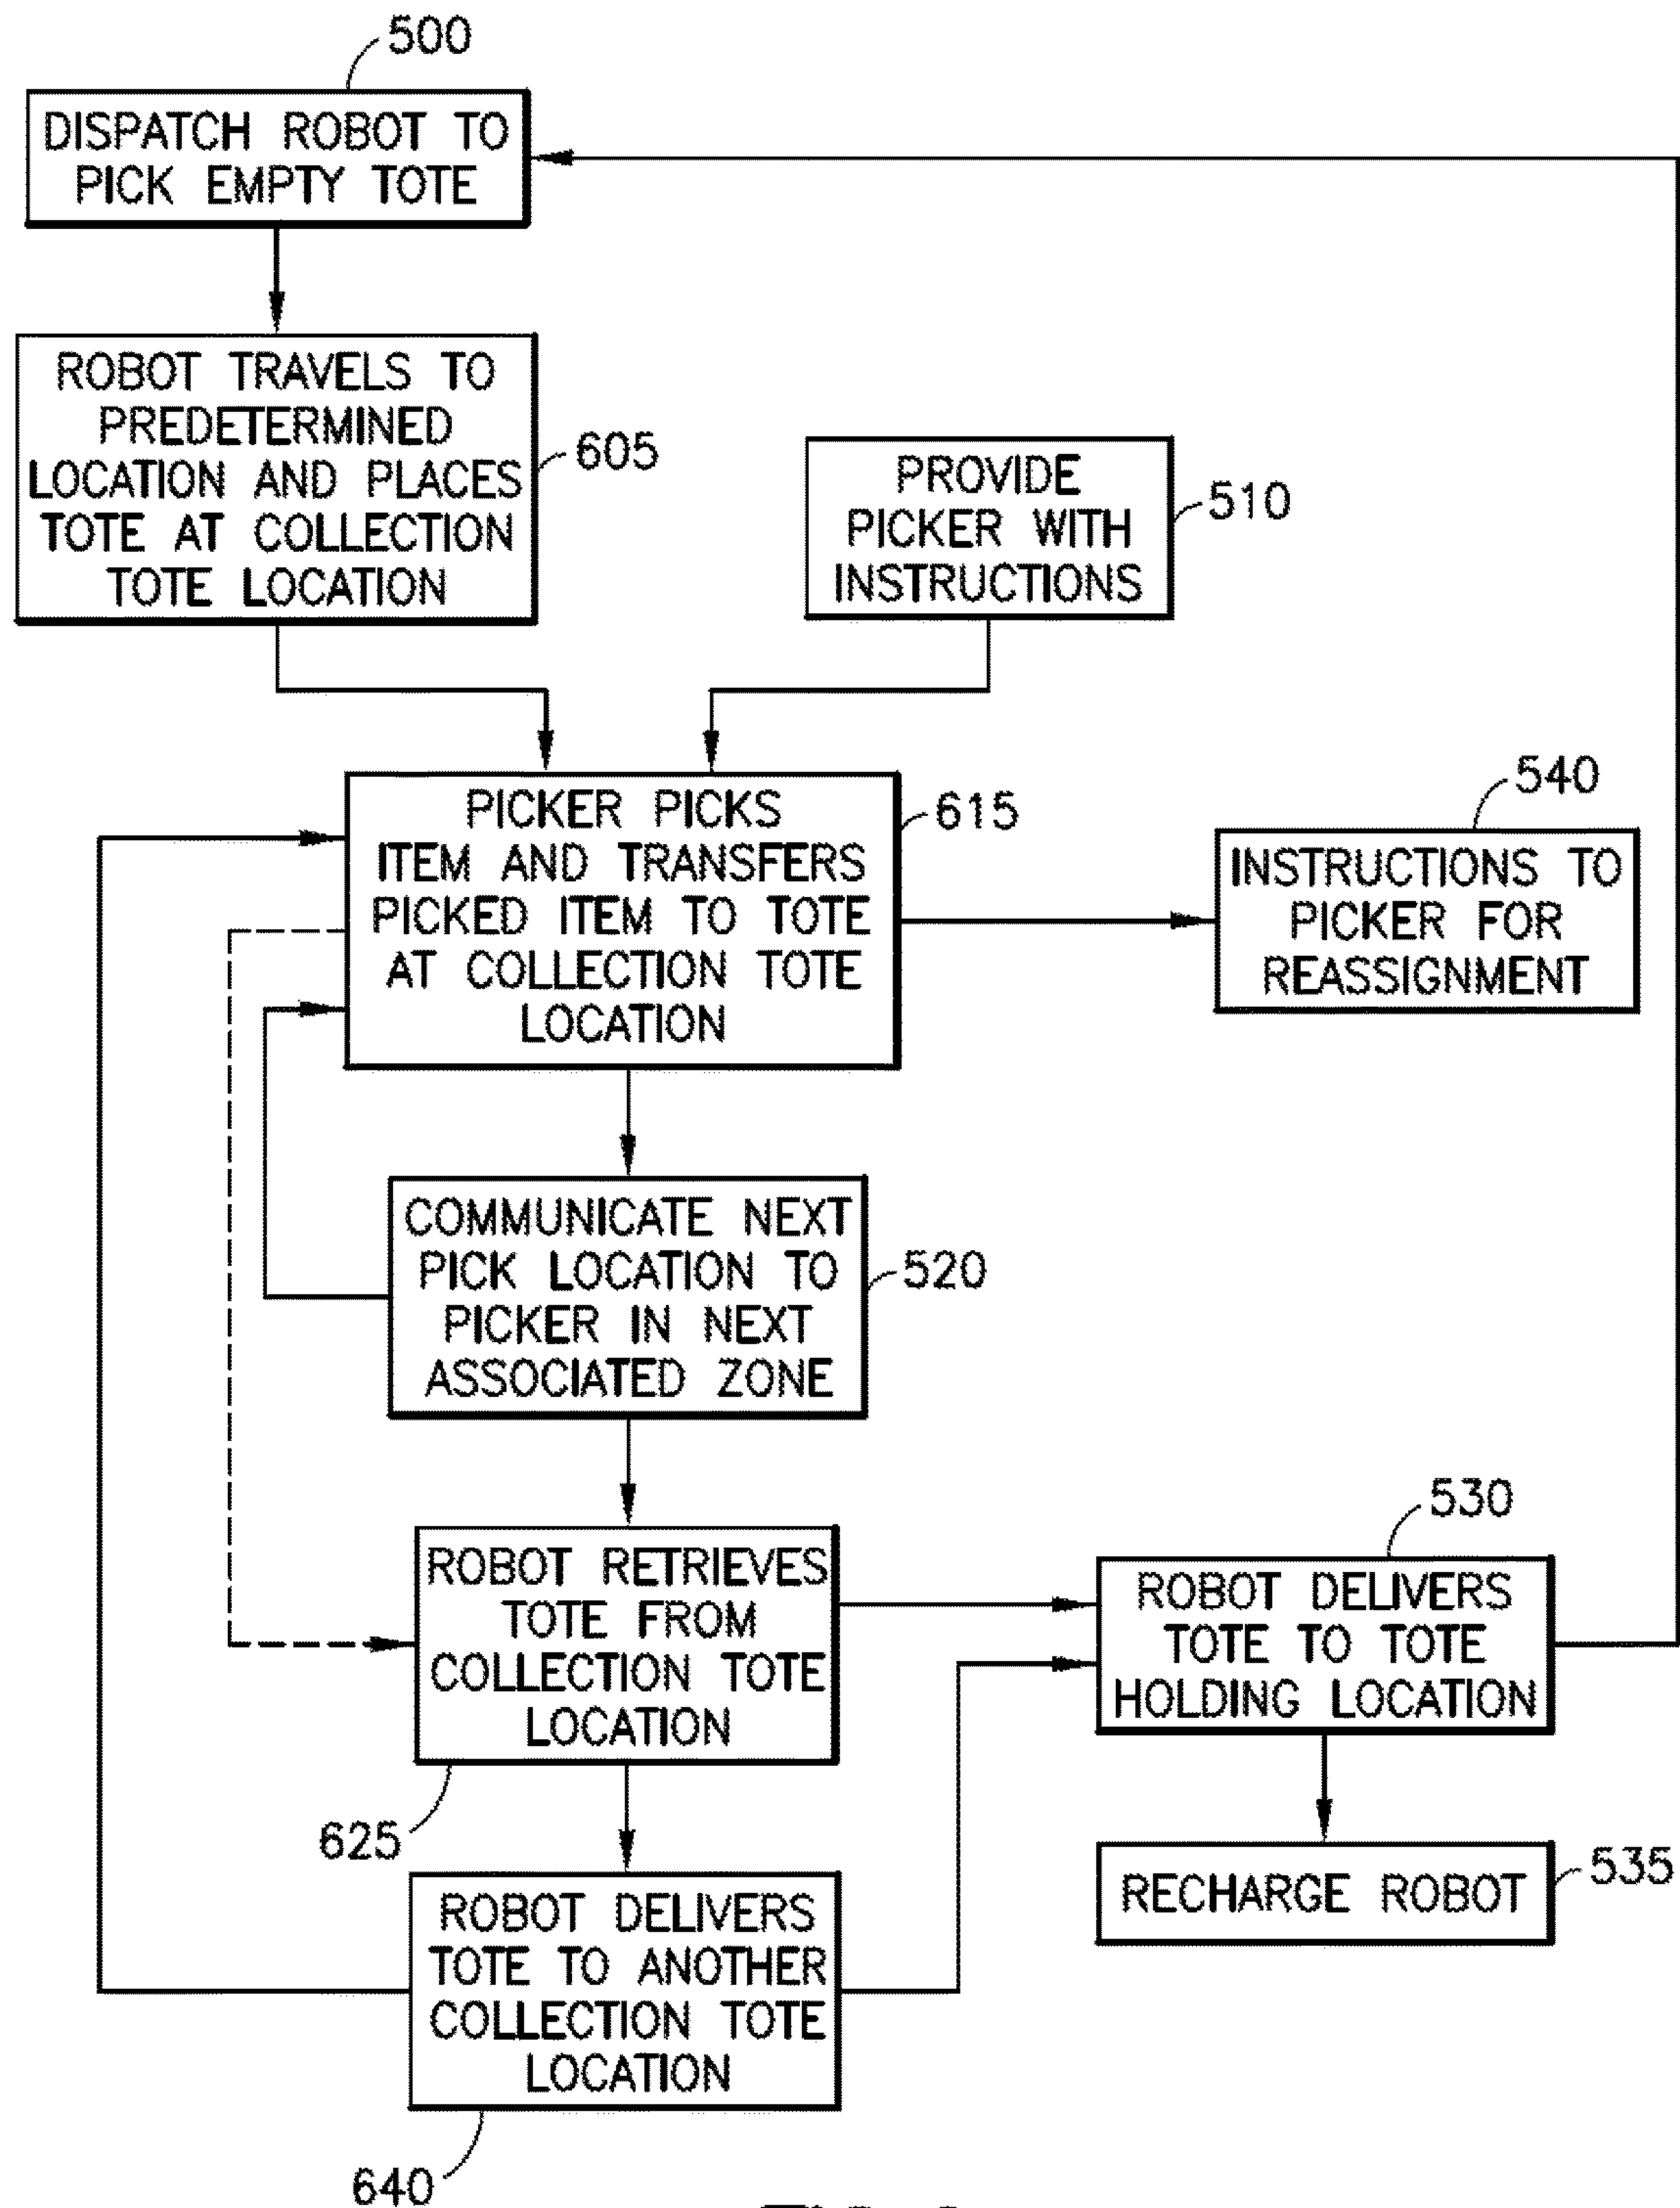 500
DISPATCH ROBOT TO
PICK EMPTY TOTE
ROBOT TRAVELS TO
PREDETERMINED
LOCATION AND PLACES
TOTE AT COLLECTION
TOTE LOCATION
605
PROVIDE
PICKER WITH
INSTRUCTIONS
510
PICKER PICKS
ITEM AND TRANSFERS
PICKED ITEM TO TOTE
AT COLLECTION TOTE
LOCATION
615
540
INSTRUCTIONS TO
PICKER FOR
REASSIGNMENT
COMMUNICATE NEXT
PICK LOCATION TO
PICKER IN NEXT
ASSOCIATED ZONE
520
ROBOT RETRIEVES
TOTE FROM
COLLECTION TOTE
LOCATION
625
530
ROBOT DELIVERS
TOTE TO TOTE
HOLDING LOCATION
RECHARGE ROBOT
535
ROBOT DELIVERS
TOTE TO ANOTHER
COLLECTION TOTE
LOCATION
640